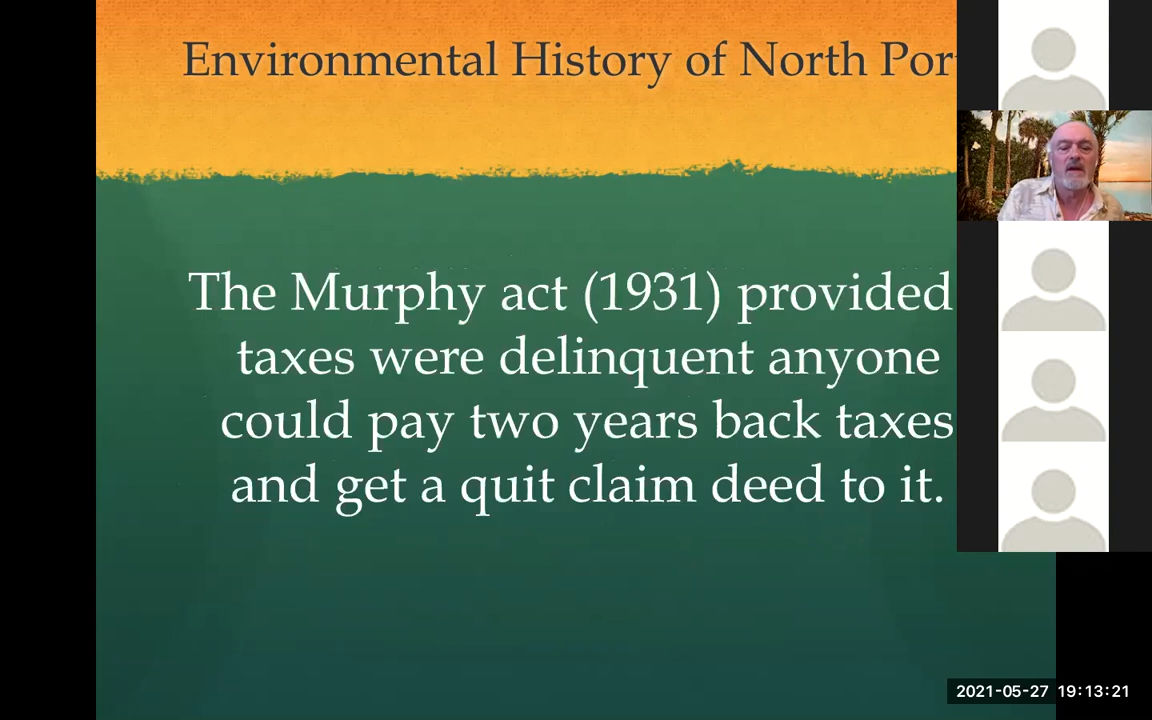 Environmental History of North Por
The Murphy act (1931) provided
taxes were delinquent anyone
could pay two years back taxes
and get a quit claim deed to it.
2021-05-27 19:13:21